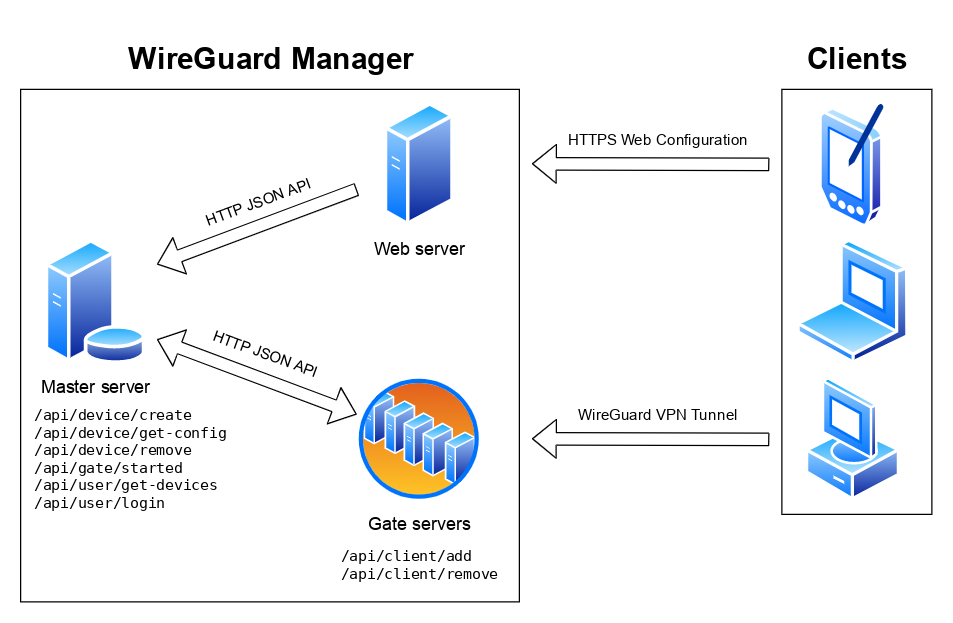 WireGuard Manager
Clients
HTTPS Web Configuration
HTTP JSON API
Web server
HTTP JSON API
Master server
/api/device/create
/api/device/get-config
/api/device/remove
/api/gate/started
/api/user/get-devices
/api/user/login
WireGuard VPN Tunnel
Gate servers
/api/client/add
/api/client/remove